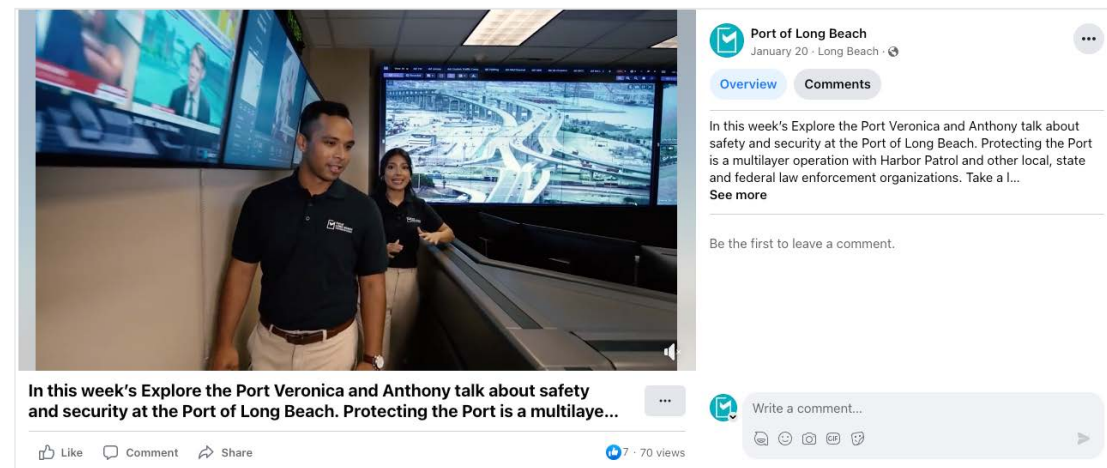 Port of Long Beach
January 20 · Long Beach ·
Overview
Comments
In this week's Explore the Port Veronica and Anthony talk about
safety and security at the Port of Long Beach. Protecting the Port
is a multilayer operation with Harbor Patrol and other local, state
and federal law enforcement organizations. Take a l...
See more
Be the first to leave a comment.
In this week's Explore the Port Veronica and Anthony talk about safety
and security at the Port of Long Beach. Protecting the Port is a multilaye...
Like
Comment
Share
7 · 70 views
Write a comment...
GIF